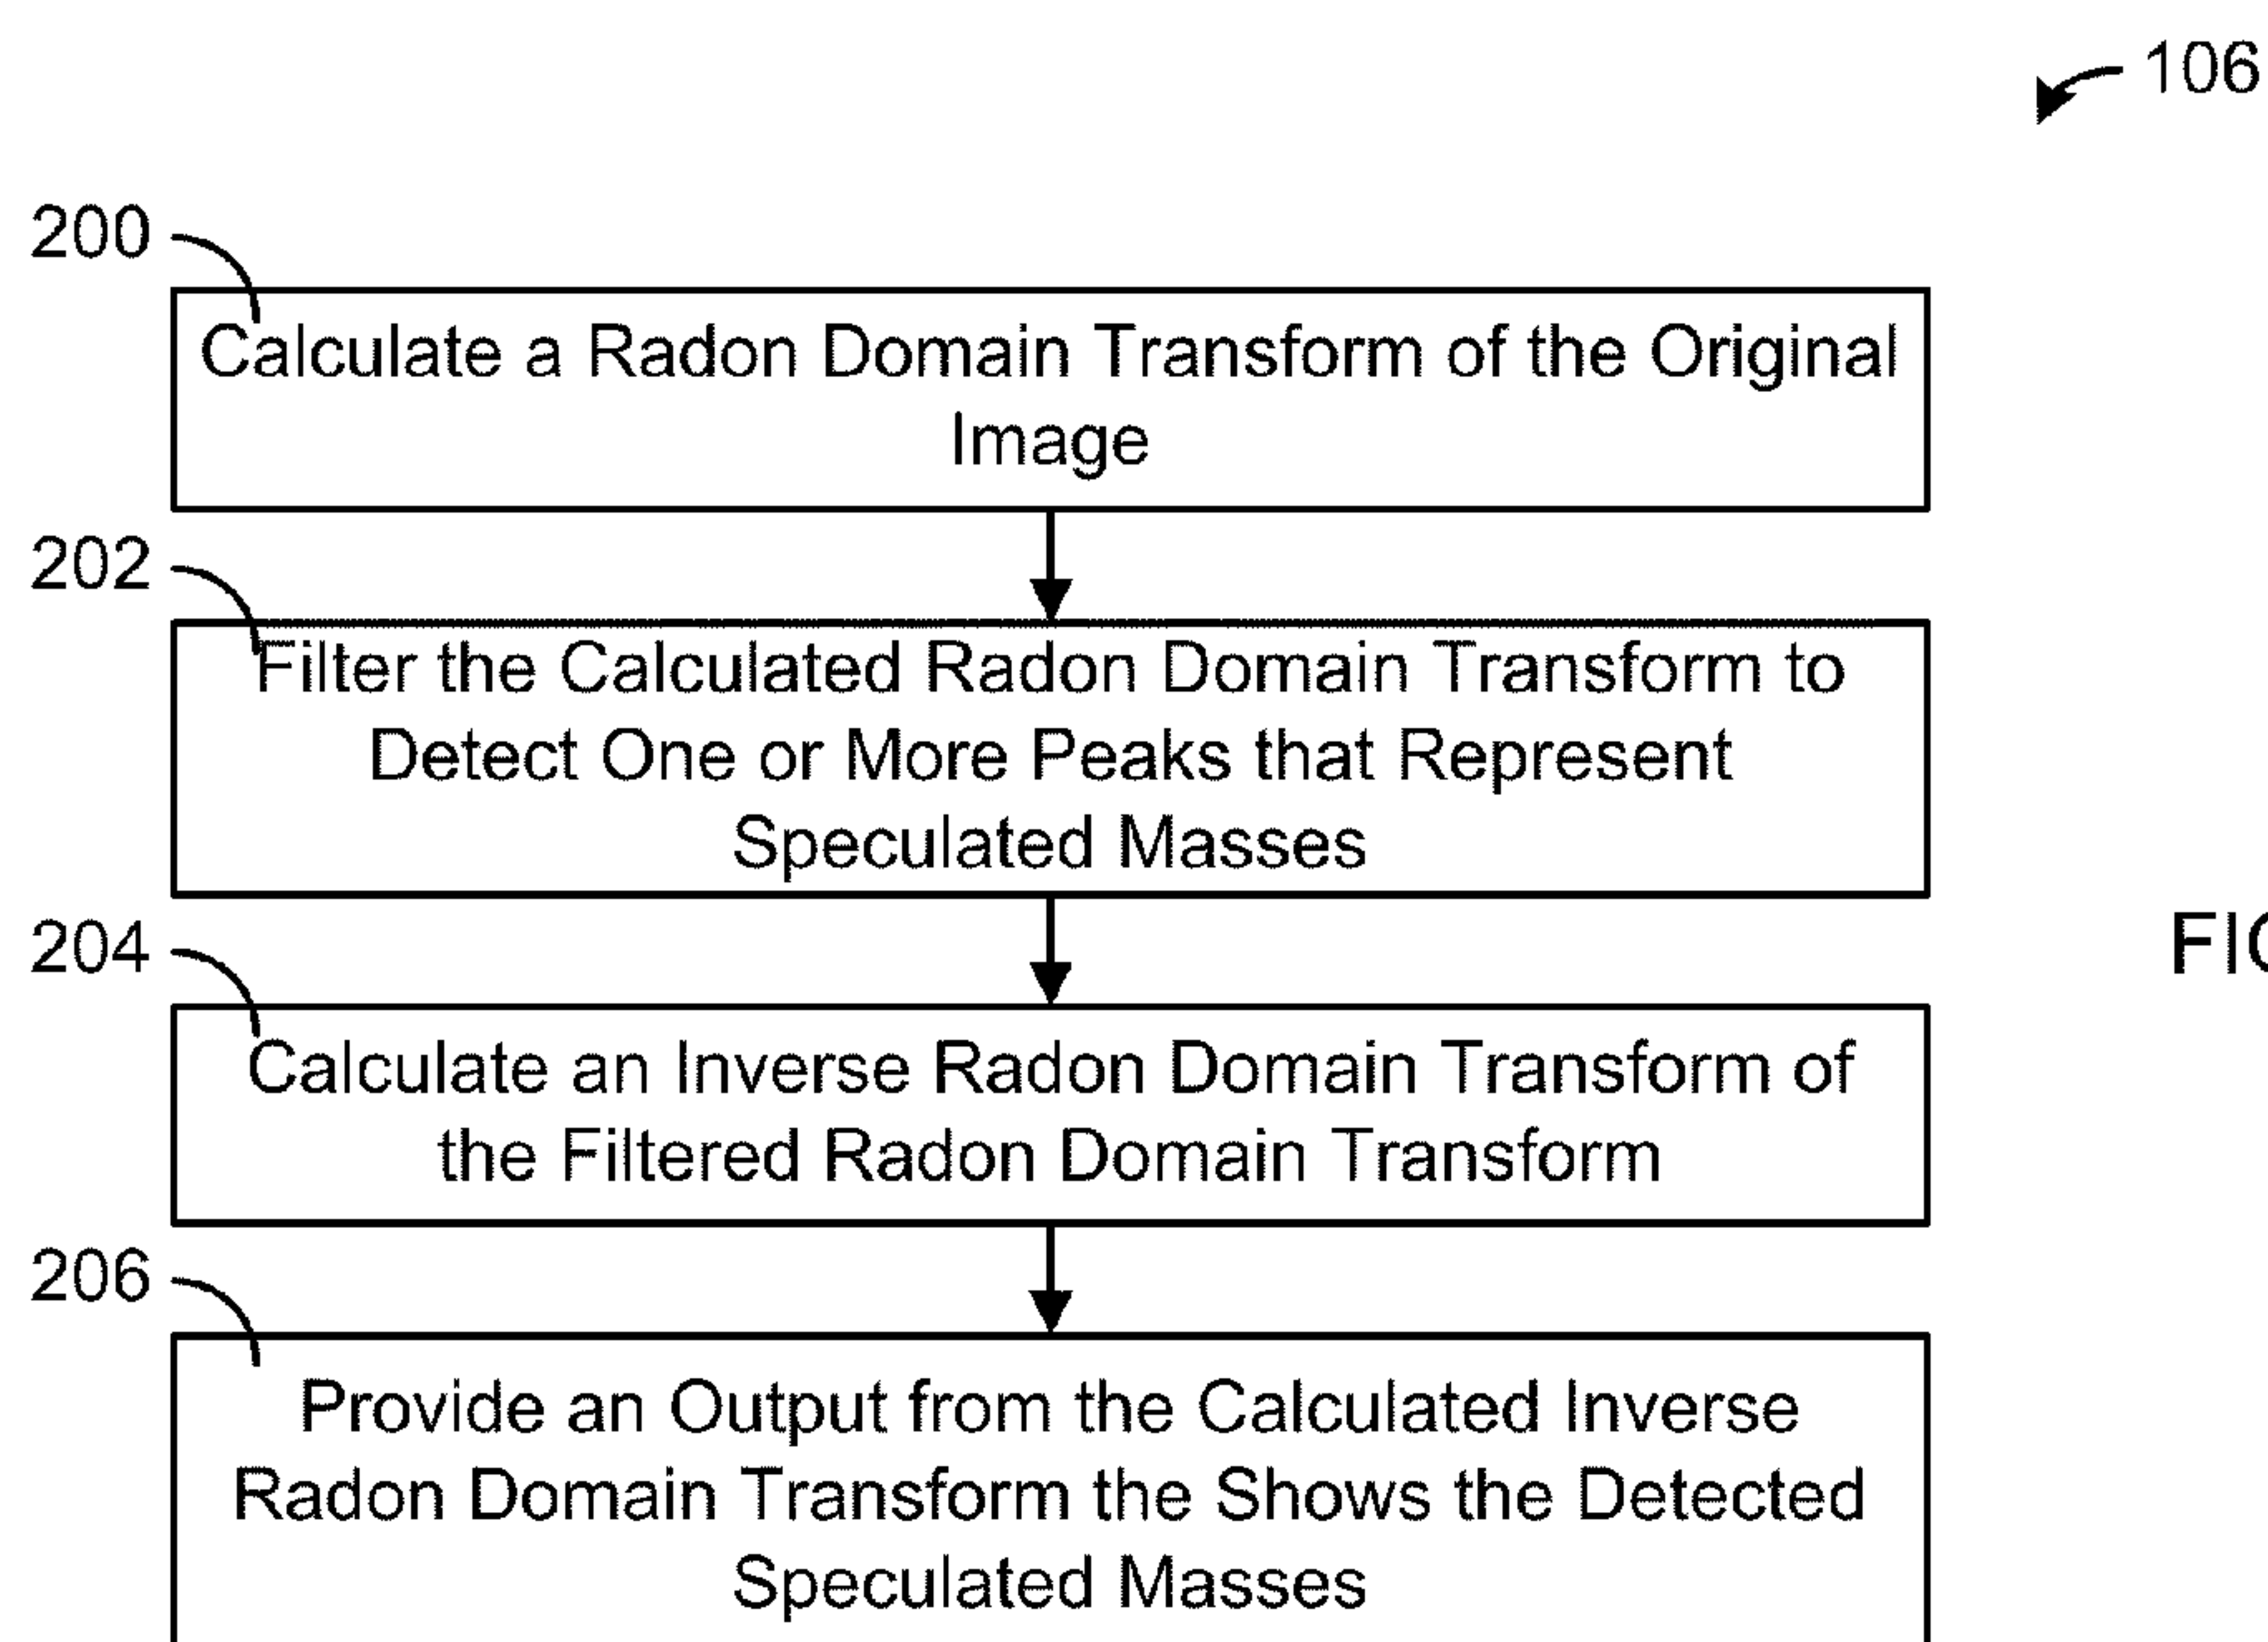 106
200
Calculate a Radon Domain Transform of the Original
Image
202
Filter the Calculated Radon Domain Transform to
Detect One or More Peaks that Represent
Speculated Masses
204
FIG
Calculate an Inverse Radon Domain Transform of
the Filtered Radon Domain Transform
206
Provide an Output from the Calculated Inverse
Radon Domain Transform the Shows the Detected
Speculated Masses